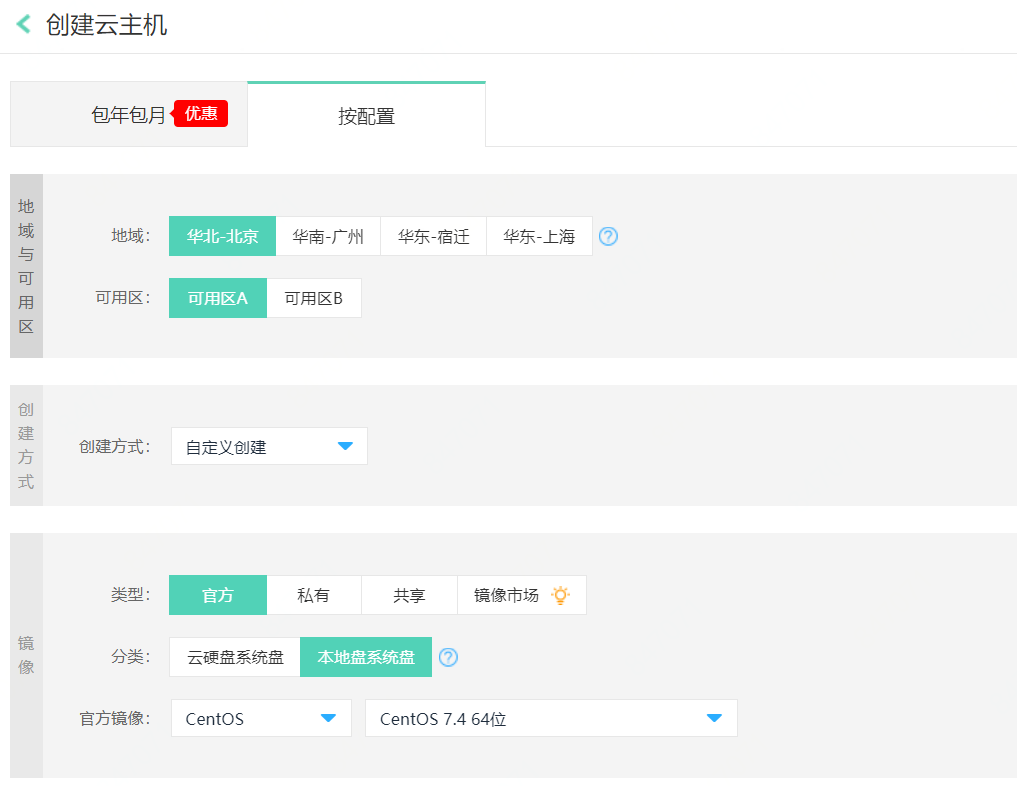 创建云主机
包年包月 优惠 按配置
地域与可用区
地域： 华北-北京 华南-广州 华东-宿迁 华东-上海 ?
可用区： 可用区A 可用区B
创建方式
创建方式： 自定义创建
镜像
类型： 官方 私有 共享 镜像市场
分类： 云硬盘系统盘 本地盘系统盘 ?
官方镜像： CentOS CentOS 7.4 64位